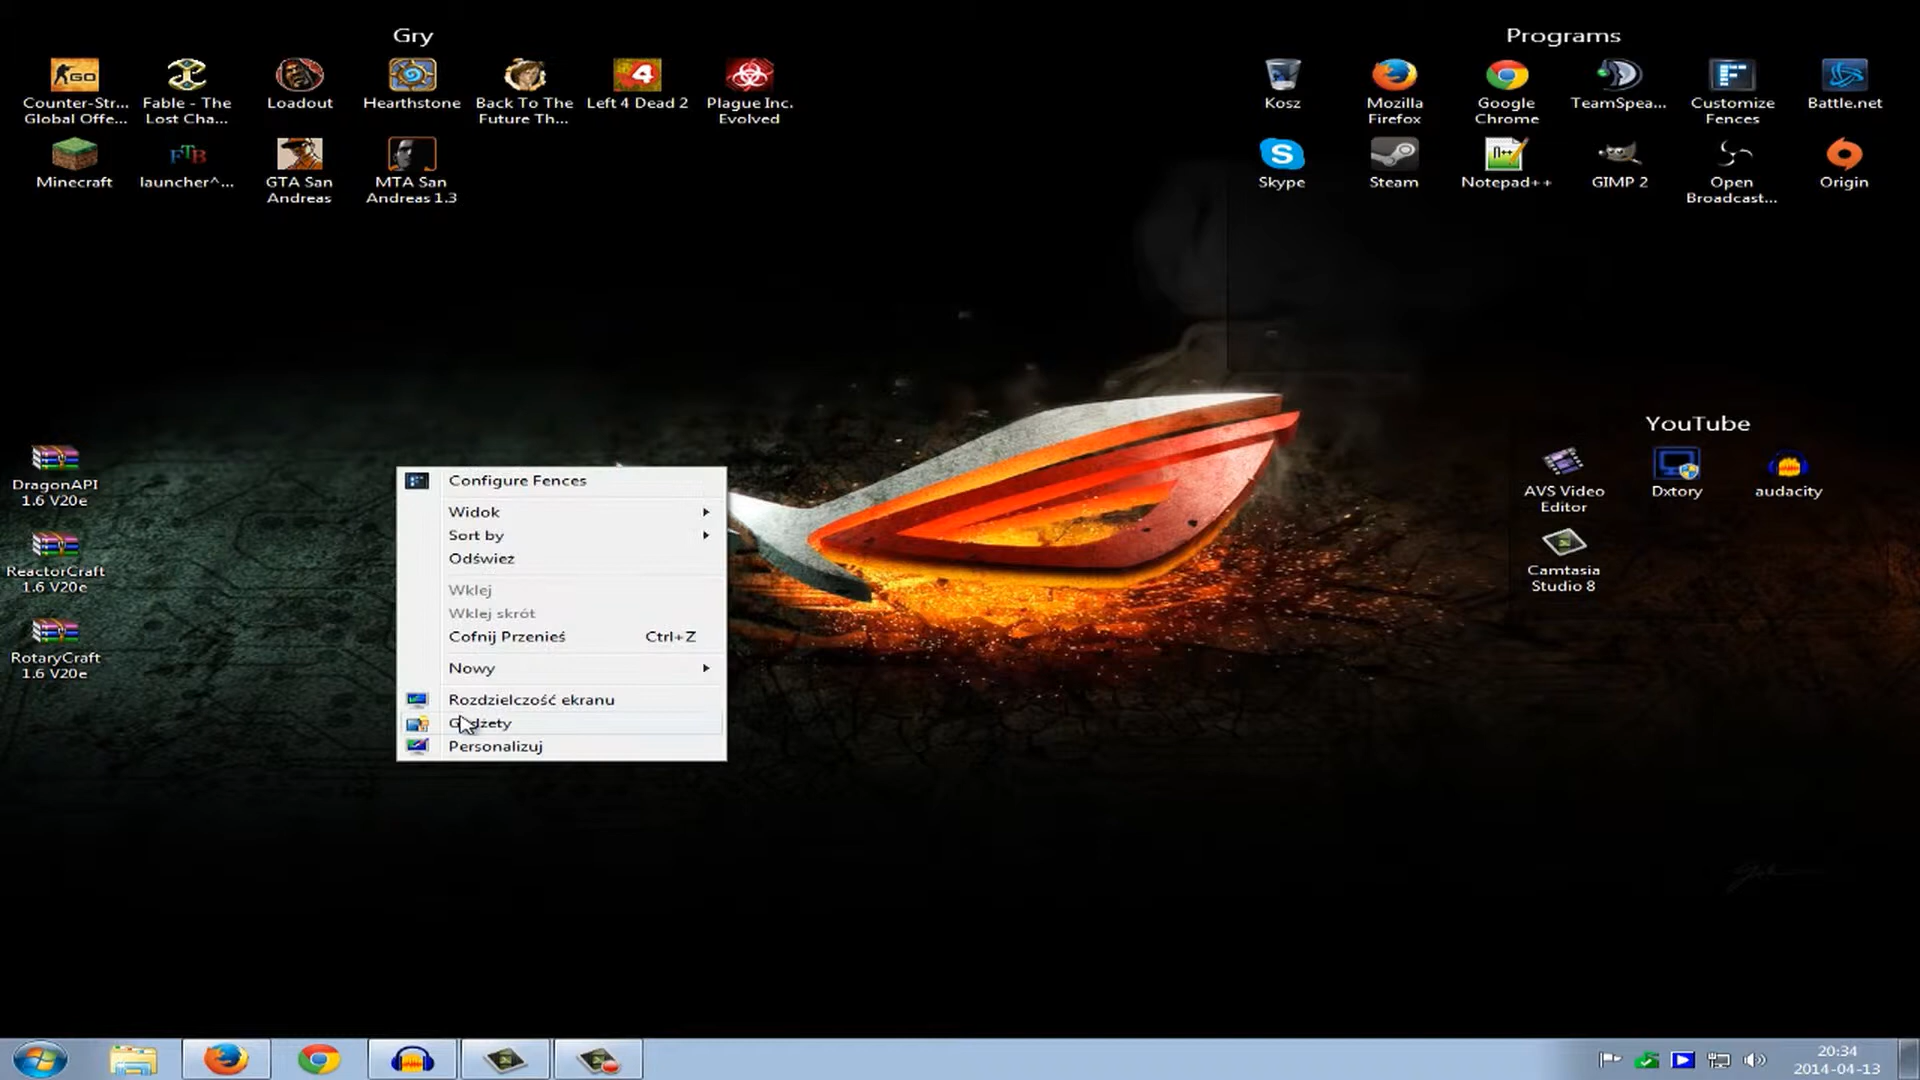 Gry
Counter-Str...
Global Offe...
Fable - The
Lost Cha...
Loadout
Hearthstone
Back To The
Future Th...
Left 4 Dead 2
Plague Inc.
Evolved
Minecraft
launcher^...
GTA San
Andreas
MTA San
Andreas 1.3
Programs
Kosz
Mozilla
Firefox
Google
Chrome
TeamSpea...
Customize
Fences
Battle.net
Skype
Steam
Notepad++
GIMP 2
Open
Broadcast...
Origin
YouTube
AVS Video
Editor
Dxtory
audacity
Camtasia
Studio 8
DragonAPI
1.6 V20e
ReactorCraft
1.6 V20e
RotaryCraft
1.6 V20e
Configure Fences
Widok
Sort by
Odśwież
Wklej
Wklej skrót
Cofnij Przenieś Ctrl+Z
Nowy
Rozdzielczość ekranu
Gadżety
Personalizuj
20:34
2014-04-13